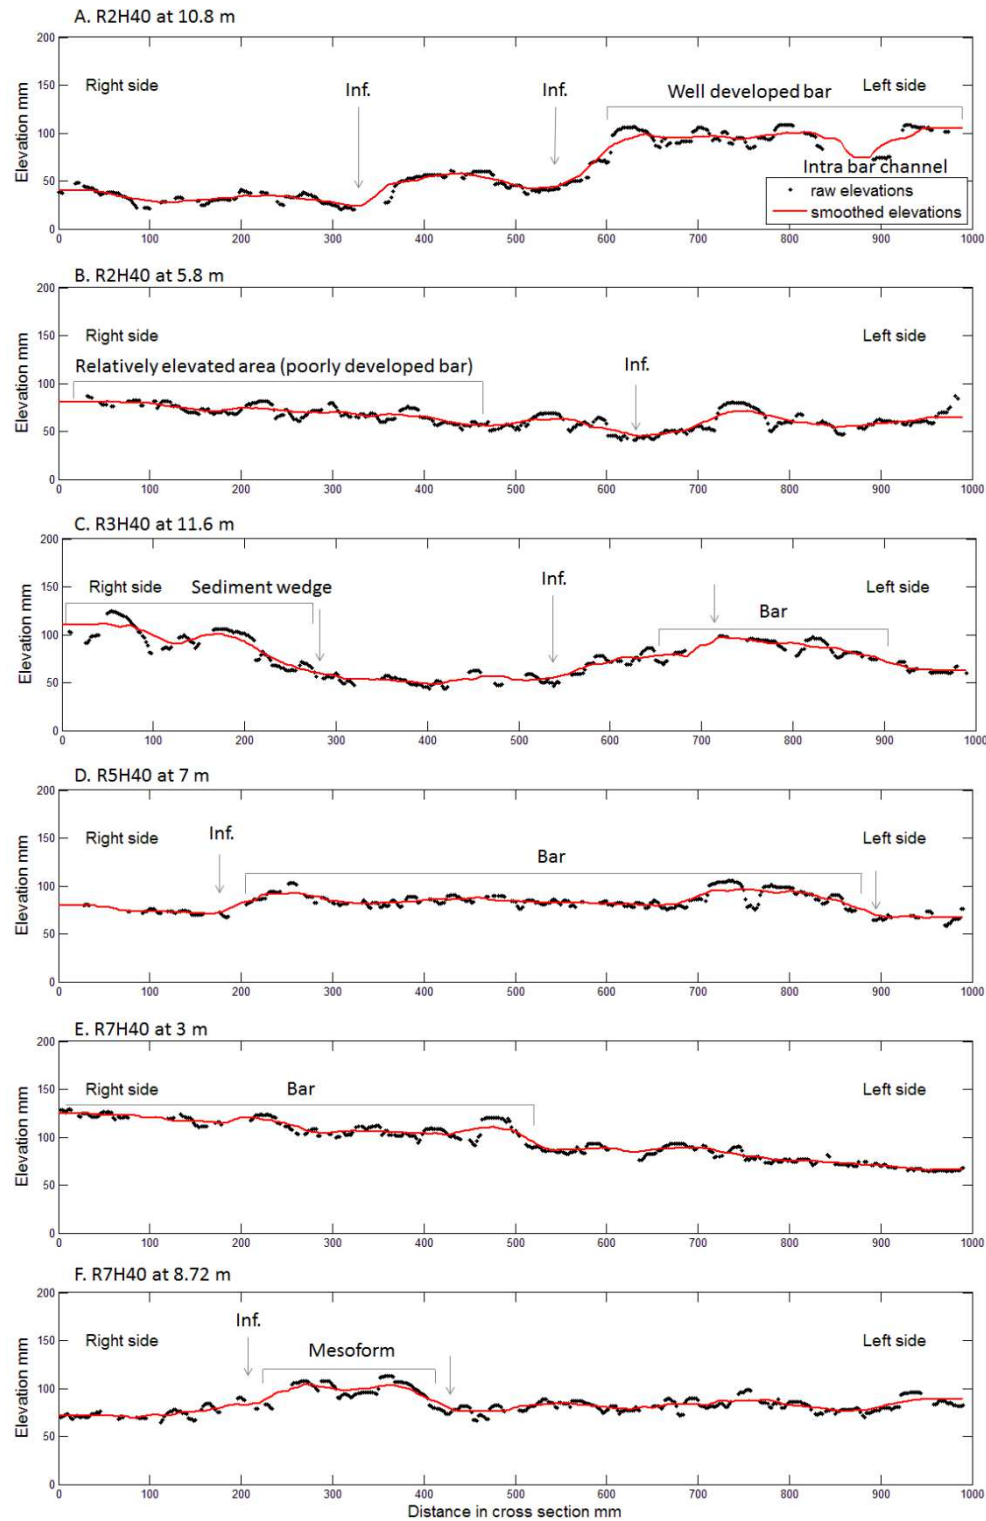 A. R2H40 at 10.8 m
200
150
100
50
0
Elevation mm
Right side
Inf.
Inf.
Well developed bar
Left side
Intra bar channel
raw elevations
smoothed elevations
0 100 200 300 400 500 600 700 800 900 1000
B. R2H40 at 5.8 m
200
150
100
50
0
Elevation mm
Right side
Left side
Relatively elevated area (poorly developed bar)
Inf.
0 100 200 300 400 500 600 700 800 900 1000
C. R3H40 at 11.6 m
200
150
100
50
0
Elevation mm
Right side
Sediment wedge
Inf.
Left side
Bar
0 100 200 300 400 500 600 700 800 900 1000
D. R5H40 at 7 m
200
150
100
50
0
Elevation mm
Right side
Inf.
Bar
Left side
0 100 200 300 400 500 600 700 800 900 1000
E. R7H40 at 3 m
200
150
100
50
0
Elevation mm
Right side
Bar
Left side
0 100 200 300 400 500 600 700 800 900 1000
F. R7H40 at 8.72 m
200
150
100
50
0
Elevation mm
Right side
Inf.
Mesoform
Left side
0 100 200 300 400 500 600 700 800 900 1000
Distance in cross section mm